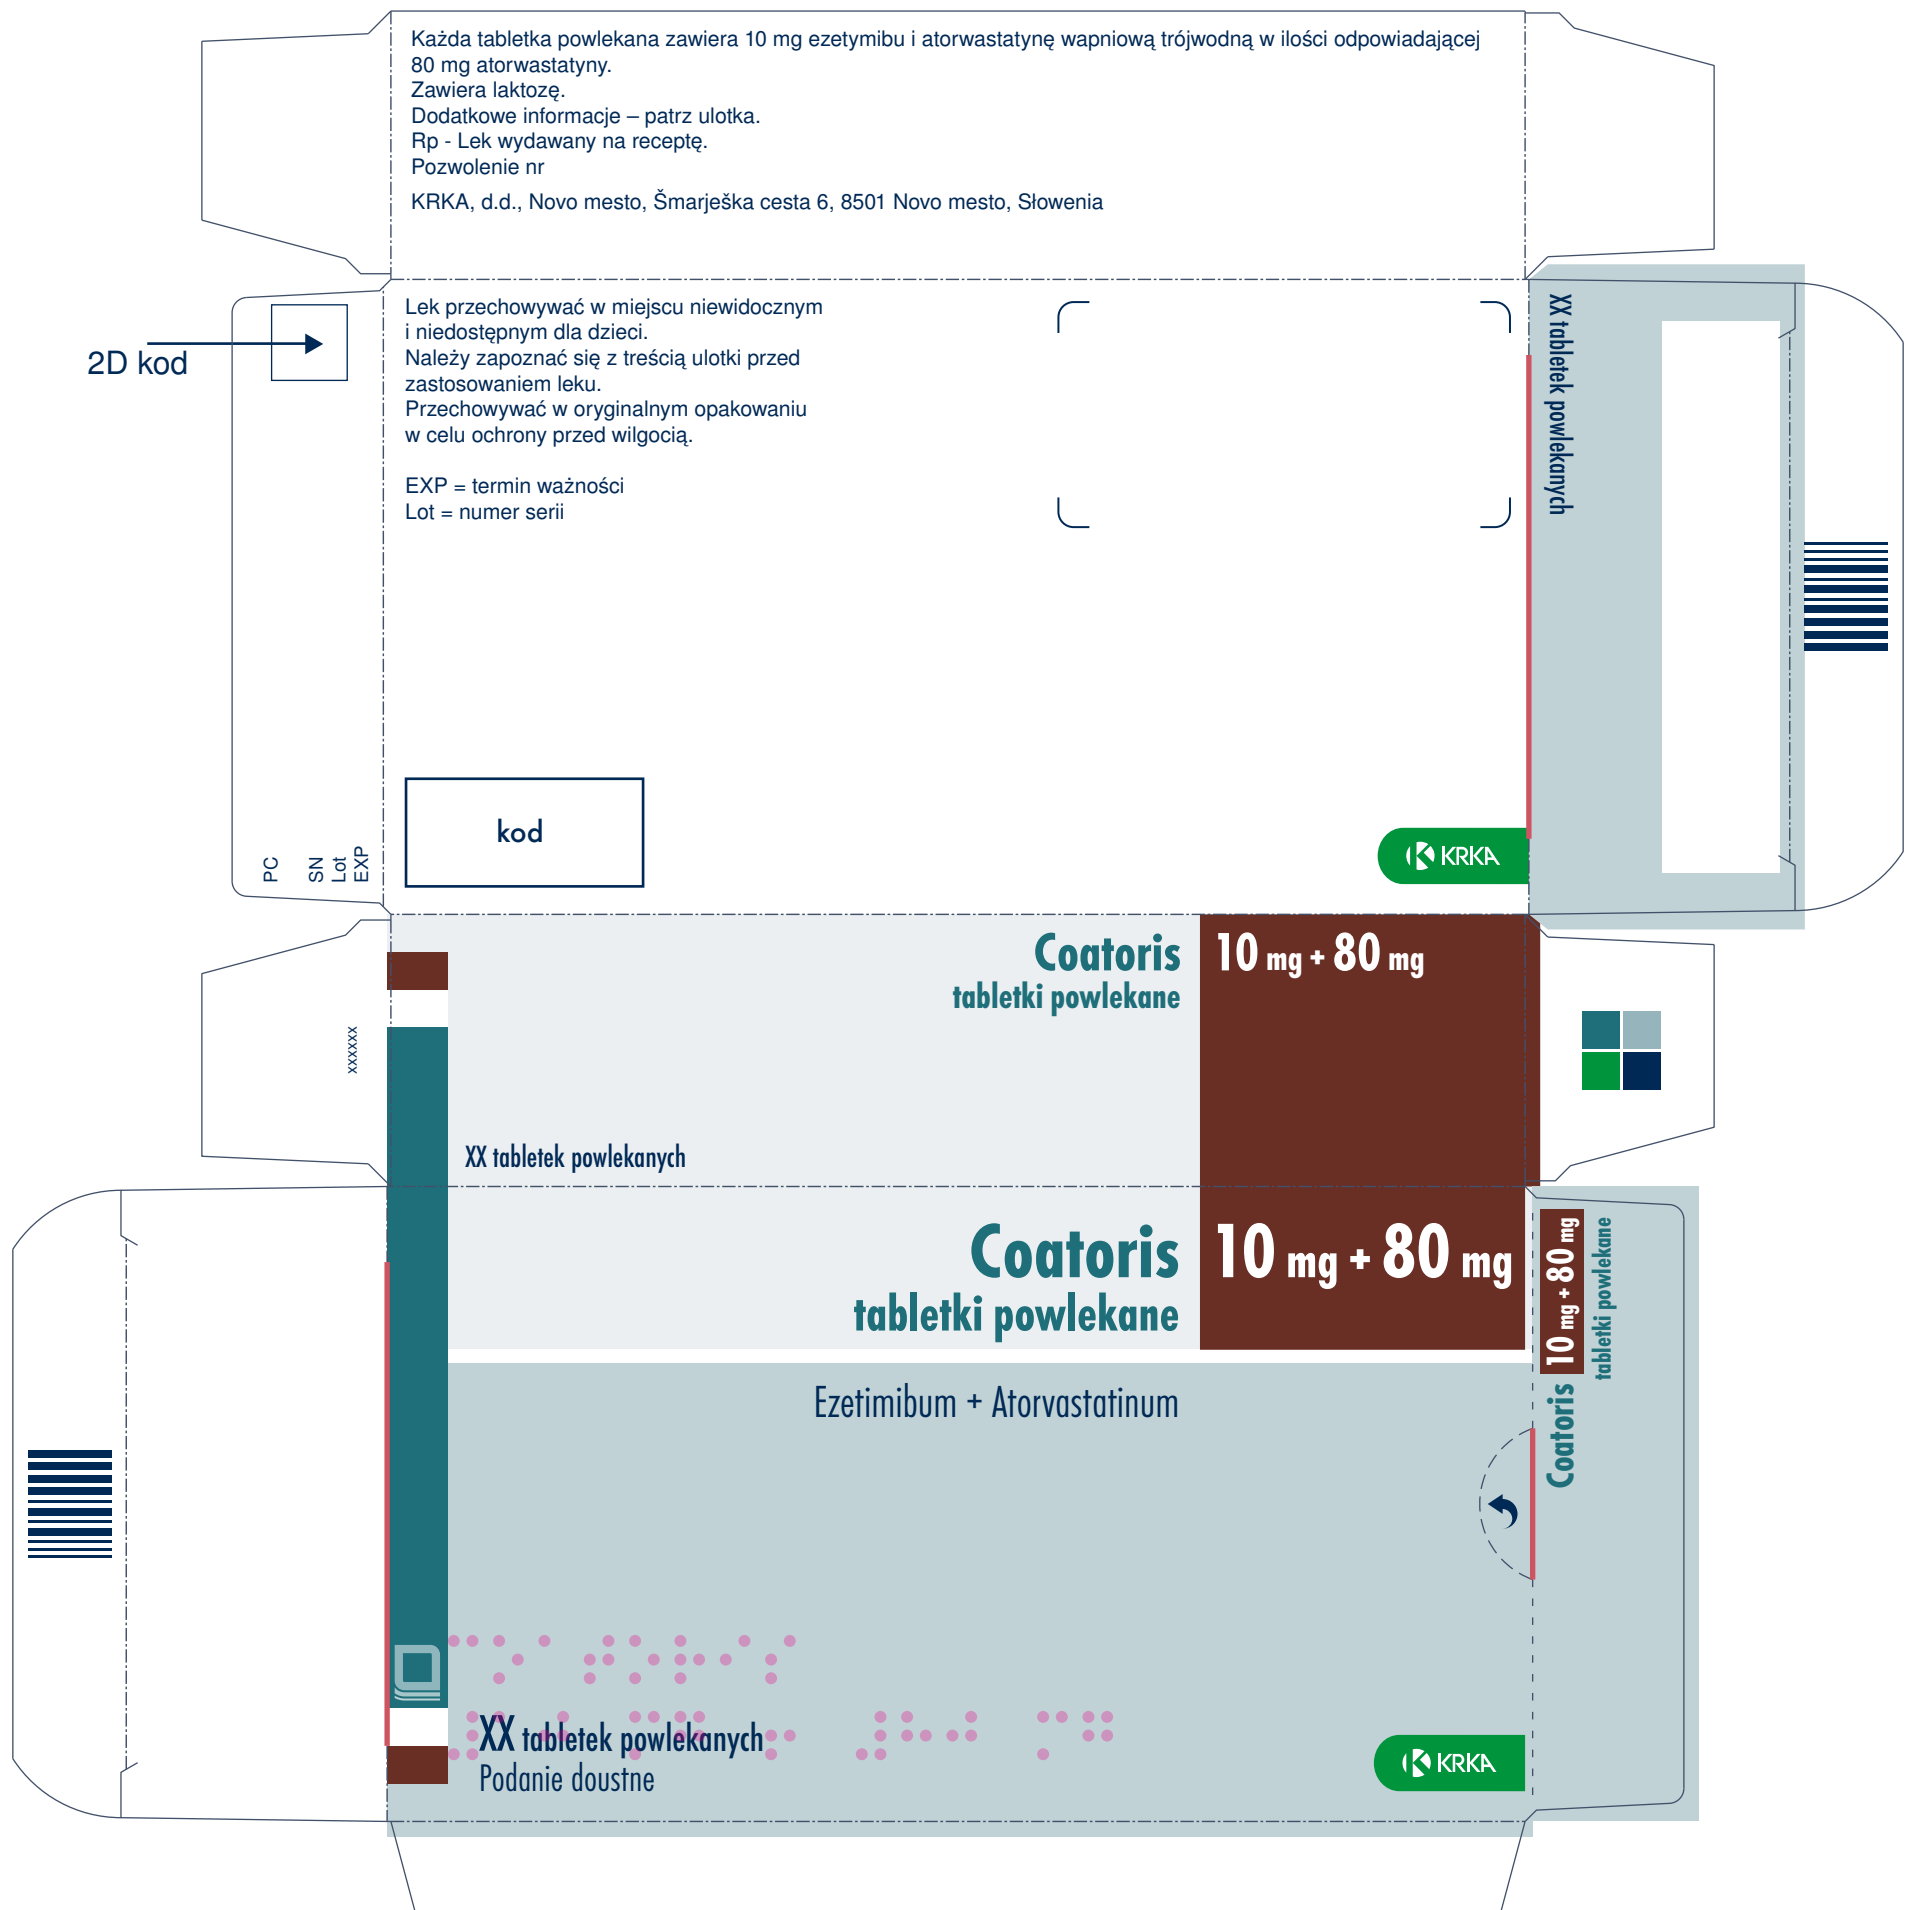 Każda tabletka powlekana zawiera 10 mg ezetymibu i atorwastatynę wapniową trójwodną w ilości odpowiadającej
80 mg atorwastatyny.
Zawiera laktozę.
Dodatkowe informacje – patrz ulotka.
Rp - Lek wydawany na receptę.
Pozwolenie nr
KRKA, d.d., Novo mesto, Šmarješka cesta 6, 8501 Novo mesto, Słowenia
2D kod
Lek przechowywać w miejscu niewidocznym
i niedostępnym dla dzieci.
Należy zapoznać się z treścią ulotki przed
zastosowaniem leku.
Przechowywać w oryginalnym opakowaniu
w celu ochrony przed wilgocią.
EXP = termin ważności
Lot = numer serii
XX tabletek powlekanych
PC
SN
Lot
EXP
kod
KRKA
Coatoris
10 mg + 80 mg
tabletki powlekane
xxxxxx
XX tabletek powlekanych
Coatoris
10 mg + 80 mg
tabletki powlekane
Ezetimibum + Atorvastatinum
Coatoris 10 mg + 80 mg
tabletki powlekane
XX tabletek powlekanych
Podanie doustne
KRKA